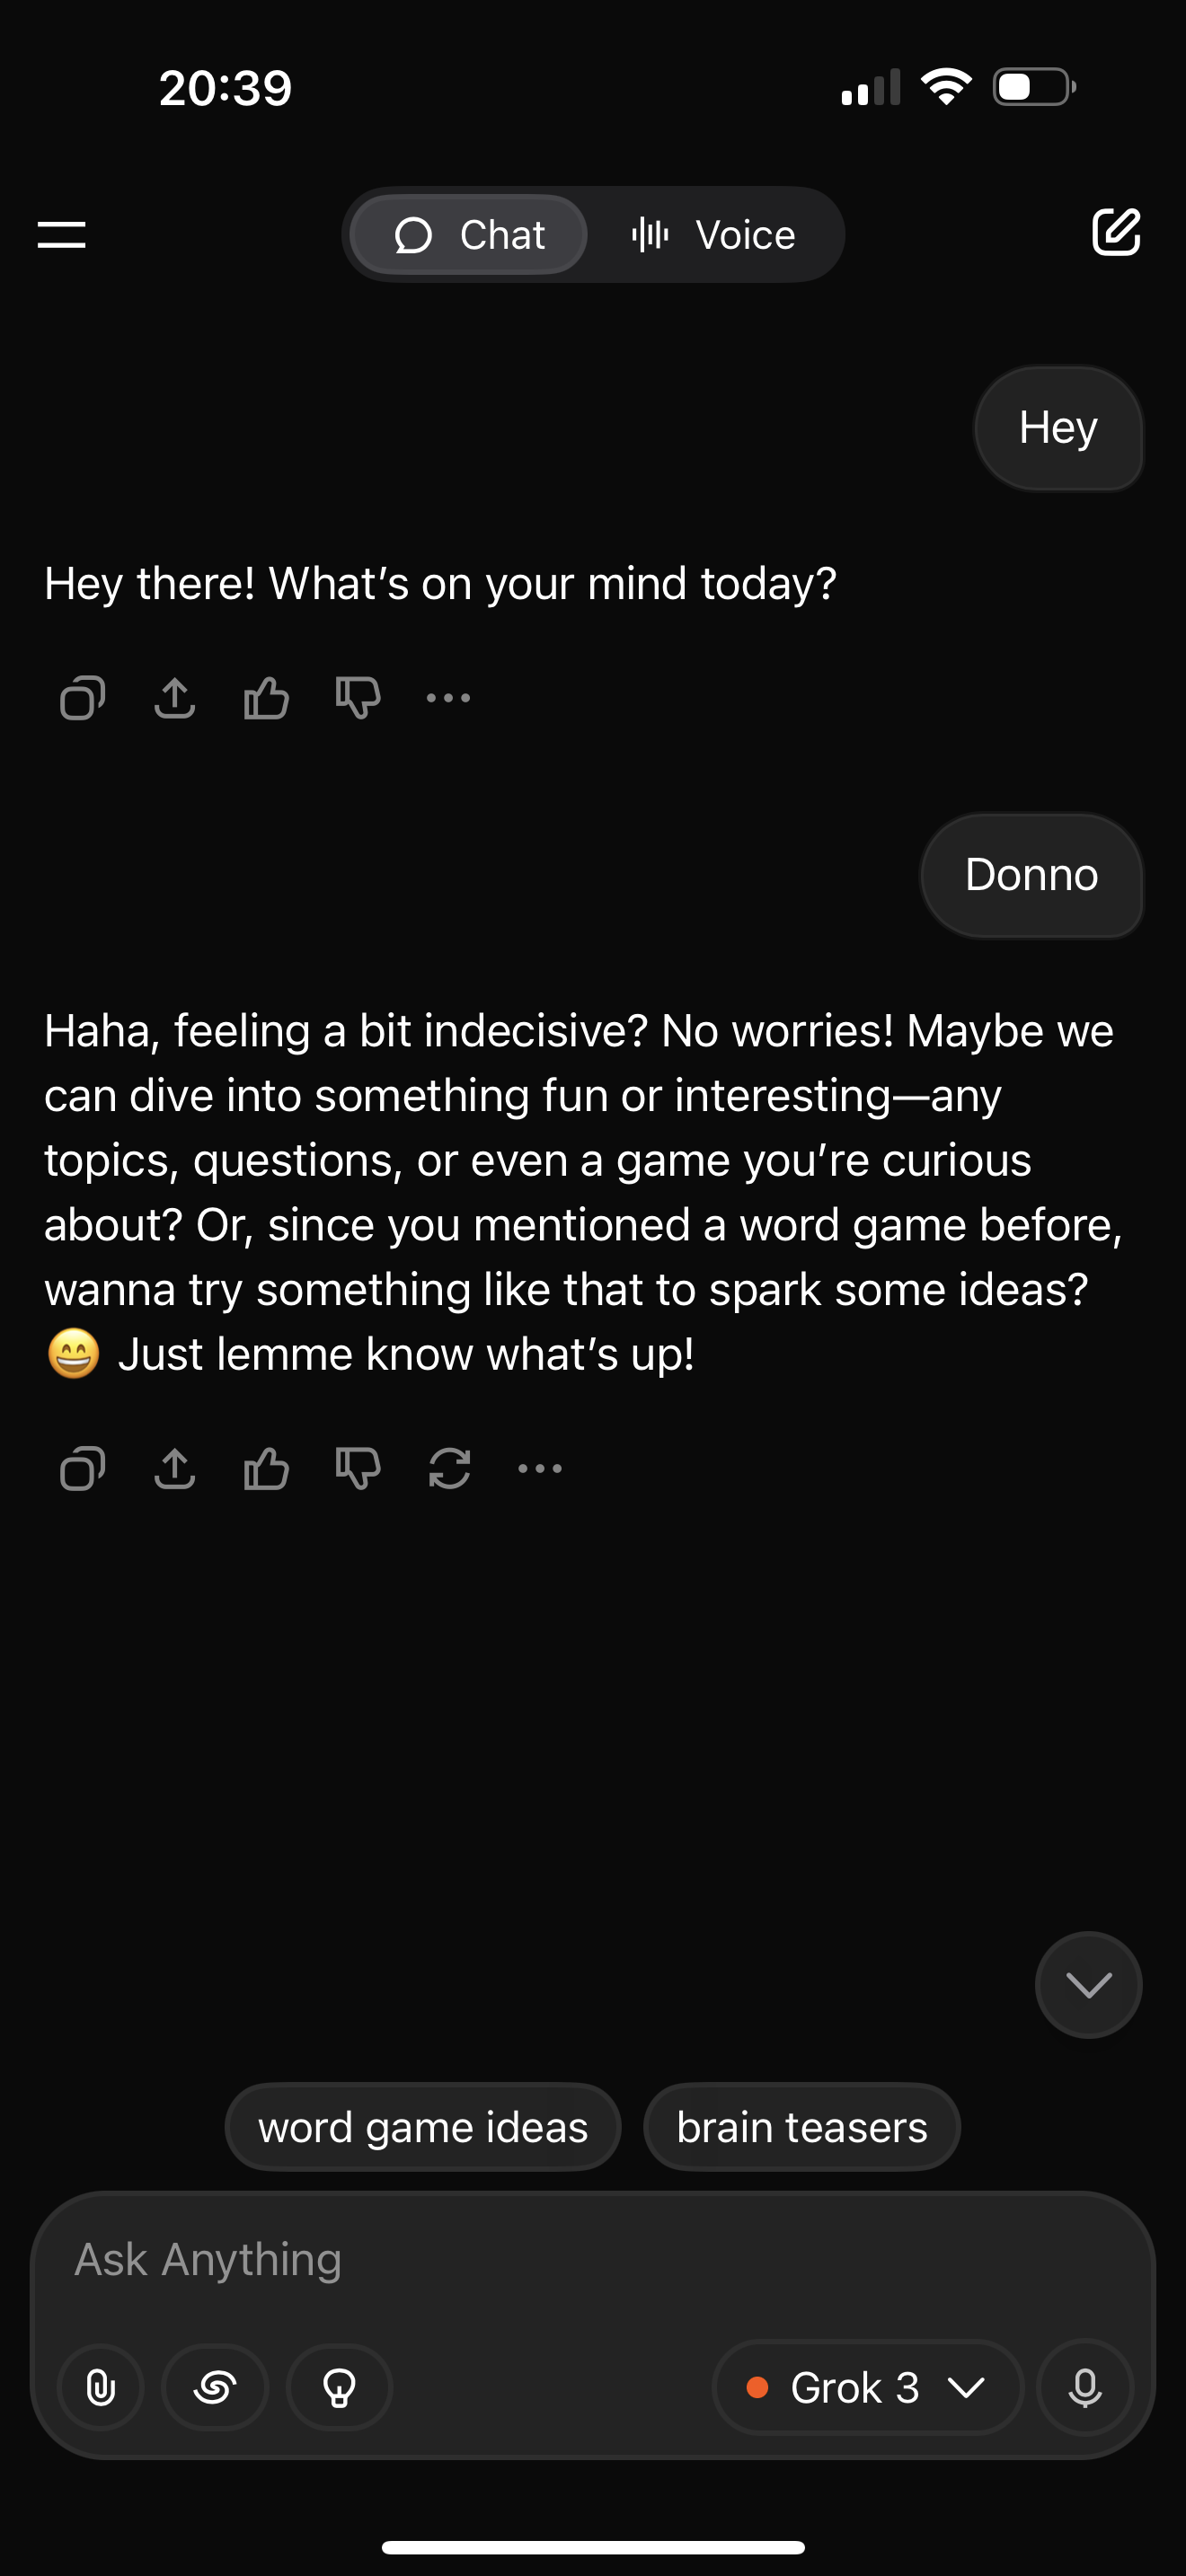 20:39
Chat
Voice
Hey
Hey there! What’s on your mind today?
Donno
Haha, feeling a bit indecisive? No worries! Maybe we
can dive into something fun or interesting—any
topics, questions, or even a game you’re curious
about? Or, since you mentioned a word game before,
wanna try something like that to spark some ideas?
😄 Just lemme know what’s up!
word game ideas
brain teasers
Ask Anything
Grok 3